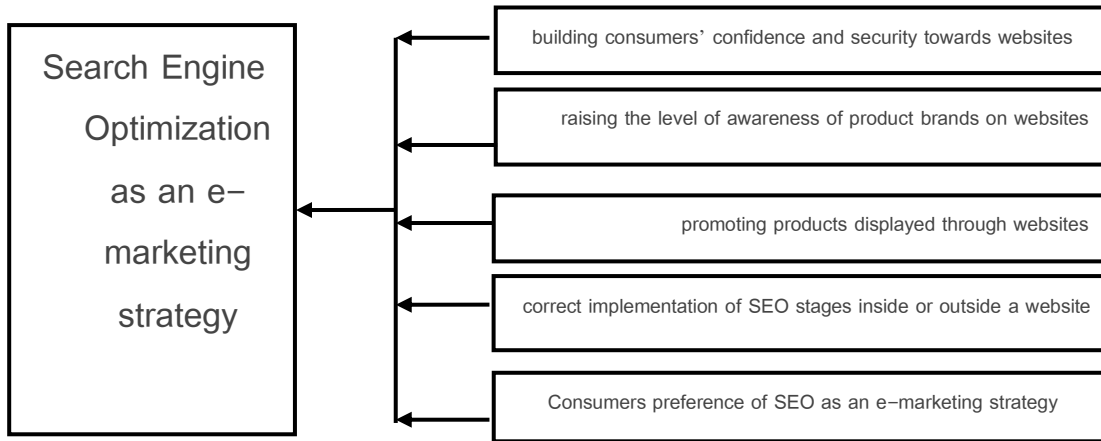 Search Engine
Optimization
as an e−
marketing
strategy
building consumers’ confidence and security towards websites
raising the level of awareness of product brands on websites
promoting products displayed through websites
correct implementation of SEO stages inside or outside a website
Consumers preference of SEO as an e−marketing strategy